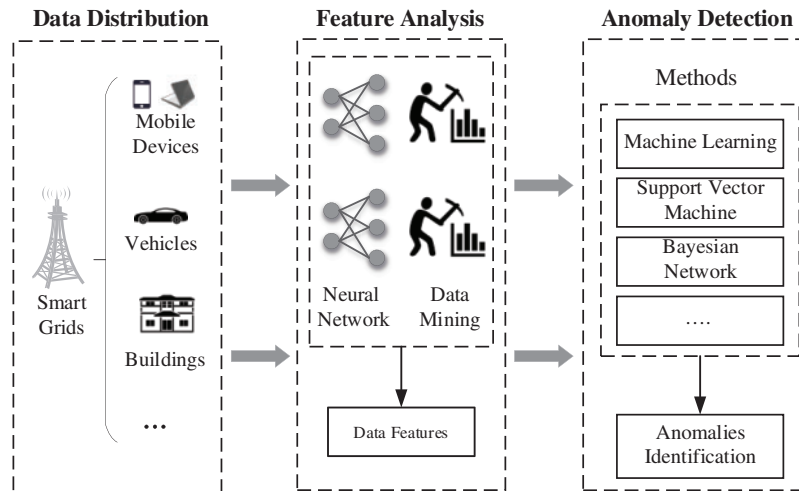 Data Distribution
Feature Analysis
Anomaly Detection
Mobile
Devices
Vehicles
Smart
Grids
Buildings
...
Neural
Network
Data
Mining
Data Features
Methods
Machine Learning
Support Vector
Machine
Bayesian
Network
....
Anomalies
Identification